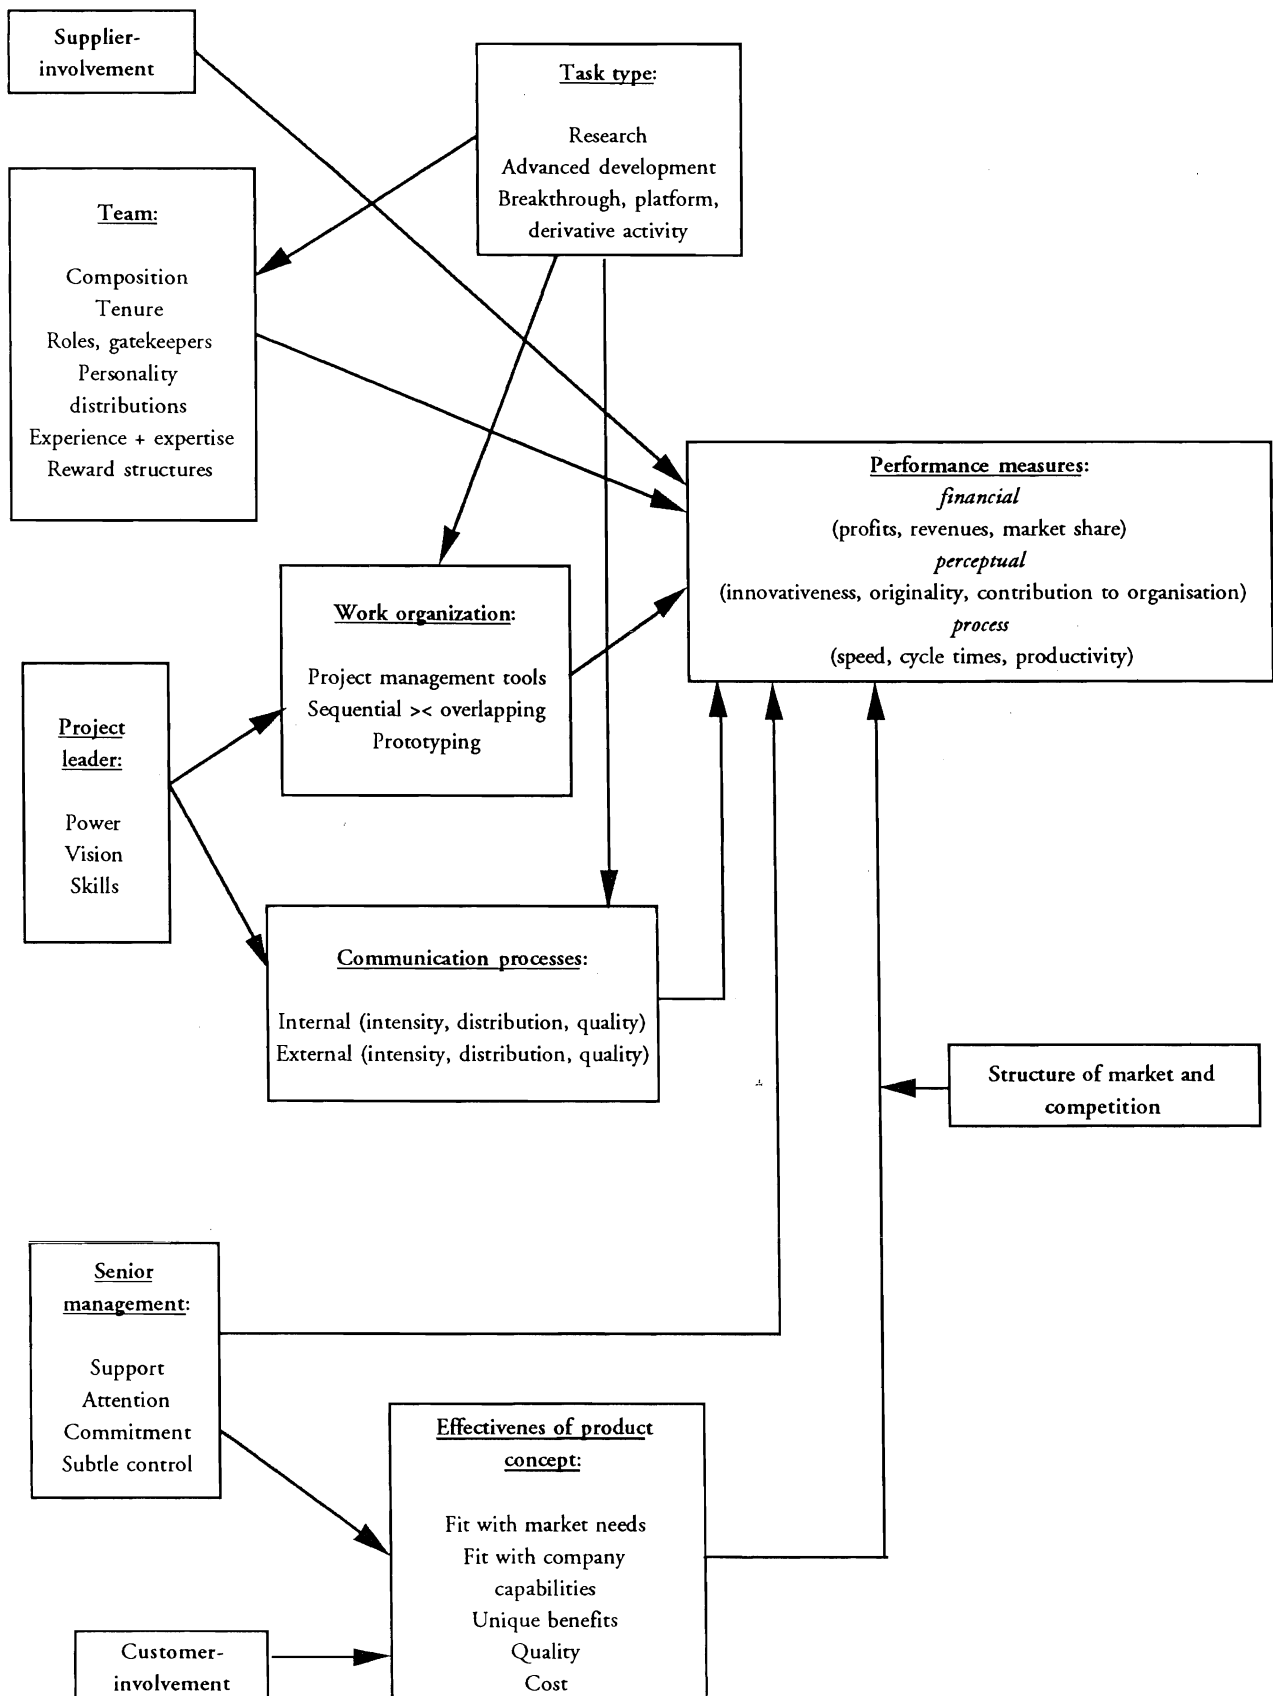 Supplier-
involvement
Task type:
Research
Advanced development
Breakthrough, platform,
derivative activity
Team:
Composition
Tenure
Roles, gatekeepers
Personality
distributions
Experience + expertise
Reward structures
Performance measures:
financial
(profits, revenues, market share)
perceptual
(innovativeness, originality, contribution to organisation)
process
(speed, cycle times, productivity)
Work organization:
Project management tools
Sequential >< overlapping
Prototyping
Project
leader:
Power
Vision
Skills
Communication processes:
Internal (intensity, distribution, quality)
External (intensity, distribution, quality)
Structure of market and
competition
Senior
management:
Support
Attention
Commitment
Subtle control
Effectivenes of product
concept:
Fit with market needs
Fit with company
capabilities
Unique benefits
Quality
Cost
Customer-
involvement